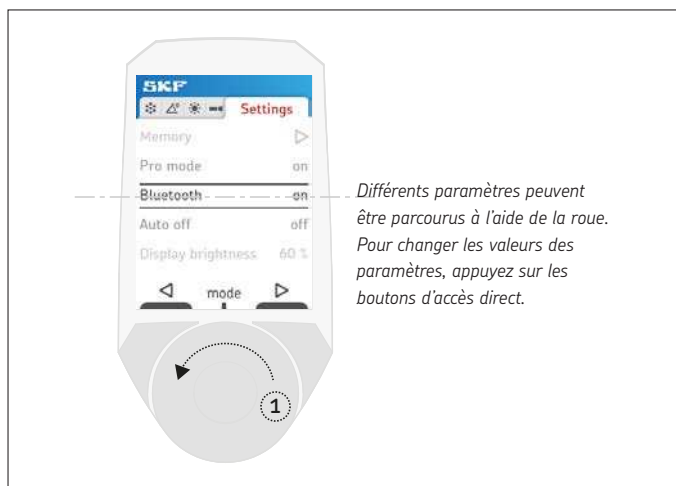 SKF
Settings
Memory
Pro mode on
Bluetooth on
Auto off off
Display brightness 60 %
mode
1
Différents paramètres peuvent
être parcourus à l'aide de la roue.
Pour changer les valeurs des
paramètres, appuyez sur les
boutons d'accès direct.